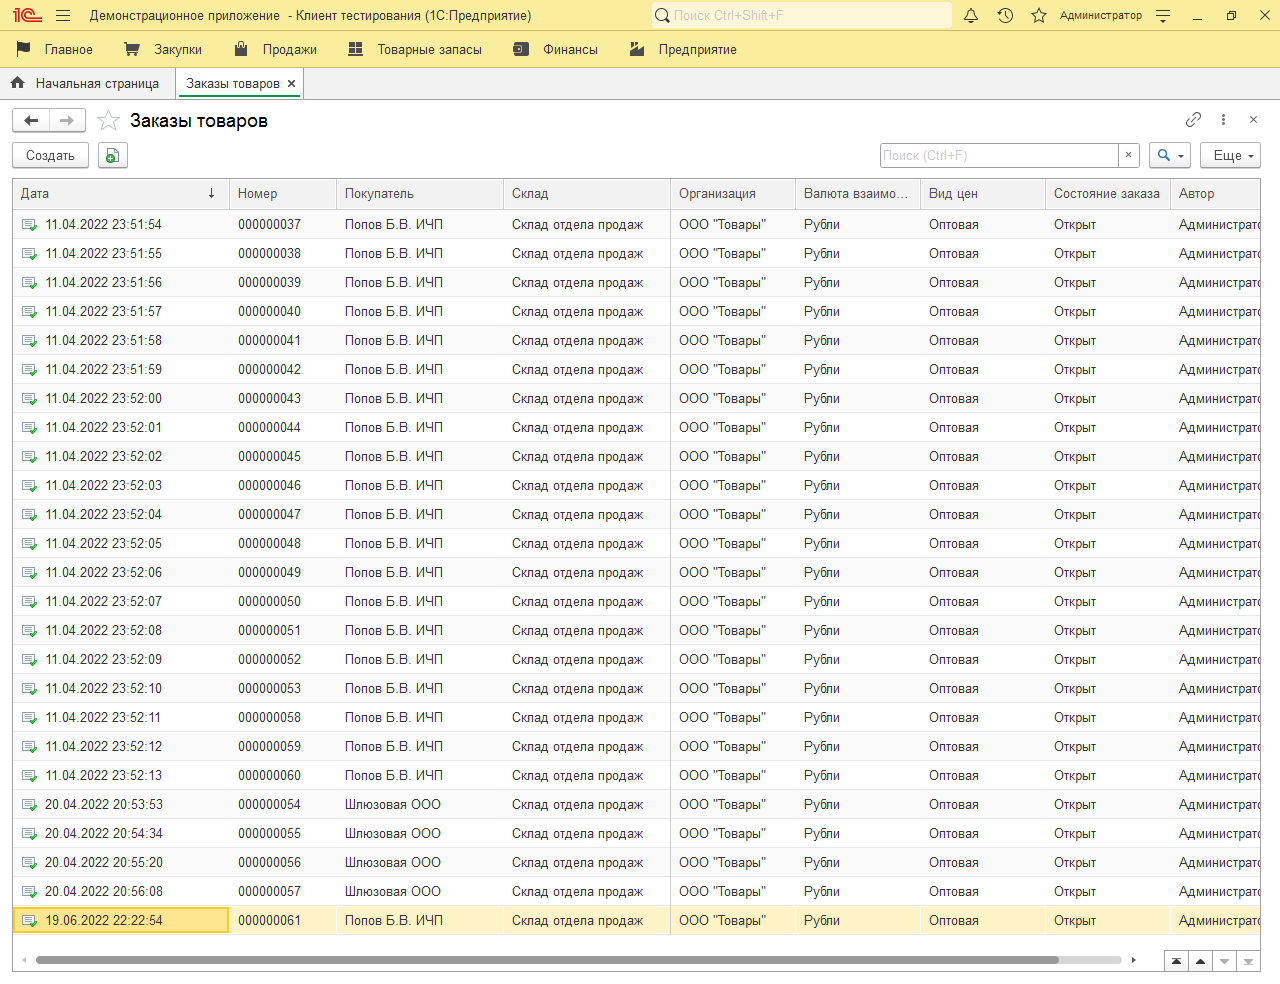 1С Демонстрационное приложение - Клиент тестирования (1С:Предприятие) Поиск Ctrl+Shift+F Администратор
Главное Закупки Продажи Товарные запасы Финансы Предприятие
Начальная страница Заказы товаров
Заказы товаров
Создать Поиск (Ctrl+F) Еще
Дата Номер Покупатель Склад Организация Валюта взаимо... Вид цен Состояние заказа Автор
11.04.2022 23:51:54 000000037 Попов Б.В. ИЧП Склад отдела продаж ООО "Товары" Рубли Оптовая Открыт Администрато
11.04.2022 23:51:55 000000038 Попов Б.В. ИЧП Склад отдела продаж ООО "Товары" Рубли Оптовая Открыт Администрато
11.04.2022 23:51:56 000000039 Попов Б.В. ИЧП Склад отдела продаж ООО "Товары" Рубли Оптовая Открыт Администрато
11.04.2022 23:51:57 000000040 Попов Б.В. ИЧП Склад отдела продаж ООО "Товары" Рубли Оптовая Открыт Администрато
11.04.2022 23:51:58 000000041 Попов Б.В. ИЧП Склад отдела продаж ООО "Товары" Рубли Оптовая Открыт Администрато
11.04.2022 23:51:59 000000042 Попов Б.В. ИЧП Склад отдела продаж ООО "Товары" Рубли Оптовая Открыт Администрато
11.04.2022 23:52:00 000000043 Попов Б.В. ИЧП Склад отдела продаж ООО "Товары" Рубли Оптовая Открыт Администрато
11.04.2022 23:52:01 000000044 Попов Б.В. ИЧП Склад отдела продаж ООО "Товары" Рубли Оптовая Открыт Администрато
11.04.2022 23:52:02 000000045 Попов Б.В. ИЧП Склад отдела продаж ООО "Товары" Рубли Оптовая Открыт Администрато
11.04.2022 23:52:03 000000046 Попов Б.В. ИЧП Склад отдела продаж ООО "Товары" Рубли Оптовая Открыт Администрато
11.04.2022 23:52:04 000000047 Попов Б.В. ИЧП Склад отдела продаж ООО "Товары" Рубли Оптовая Открыт Администрато
11.04.2022 23:52:05 000000048 Попов Б.В. ИЧП Склад отдела продаж ООО "Товары" Рубли Оптовая Открыт Администрато
11.04.2022 23:52:06 000000049 Попов Б.В. ИЧП Склад отдела продаж ООО "Товары" Рубли Оптовая Открыт Администрато
11.04.2022 23:52:07 000000050 Попов Б.В. ИЧП Склад отдела продаж ООО "Товары" Рубли Оптовая Открыт Администрато
11.04.2022 23:52:08 000000051 Попов Б.В. ИЧП Склад отдела продаж ООО "Товары" Рубли Оптовая Открыт Администрато
11.04.2022 23:52:09 000000052 Попов Б.В. ИЧП Склад отдела продаж ООО "Товары" Рубли Оптовая Открыт Администрато
11.04.2022 23:52:10 000000053 Попов Б.В. ИЧП Склад отдела продаж ООО "Товары" Рубли Оптовая Открыт Администрато
11.04.2022 23:52:11 000000058 Попов Б.В. ИЧП Склад отдела продаж ООО "Товары" Рубли Оптовая Открыт Администрато
11.04.2022 23:52:12 000000059 Попов Б.В. ИЧП Склад отдела продаж ООО "Товары" Рубли Оптовая Открыт Администрато
11.04.2022 23:52:13 000000060 Попов Б.В. ИЧП Склад отдела продаж ООО "Товары" Рубли Оптовая Открыт Администрато
20.04.2022 20:53:53 000000054 Шлюзовая ООО Склад отдела продаж ООО "Товары" Рубли Оптовая Открыт Администрато
20.04.2022 20:54:34 000000055 Шлюзовая ООО Склад отдела продаж ООО "Товары" Рубли Оптовая Открыт Администрато
20.04.2022 20:55:20 000000056 Шлюзовая ООО Склад отдела продаж ООО "Товары" Рубли Оптовая Открыт Администрато
20.04.2022 20:56:08 000000057 Шлюзовая ООО Склад отдела продаж ООО "Товары" Рубли Оптовая Открыт Администрато
19.06.2022 22:22:54 000000061 Попов Б.В. ИЧП Склад отдела продаж ООО "Товары" Рубли Оптовая Открыт Администрато